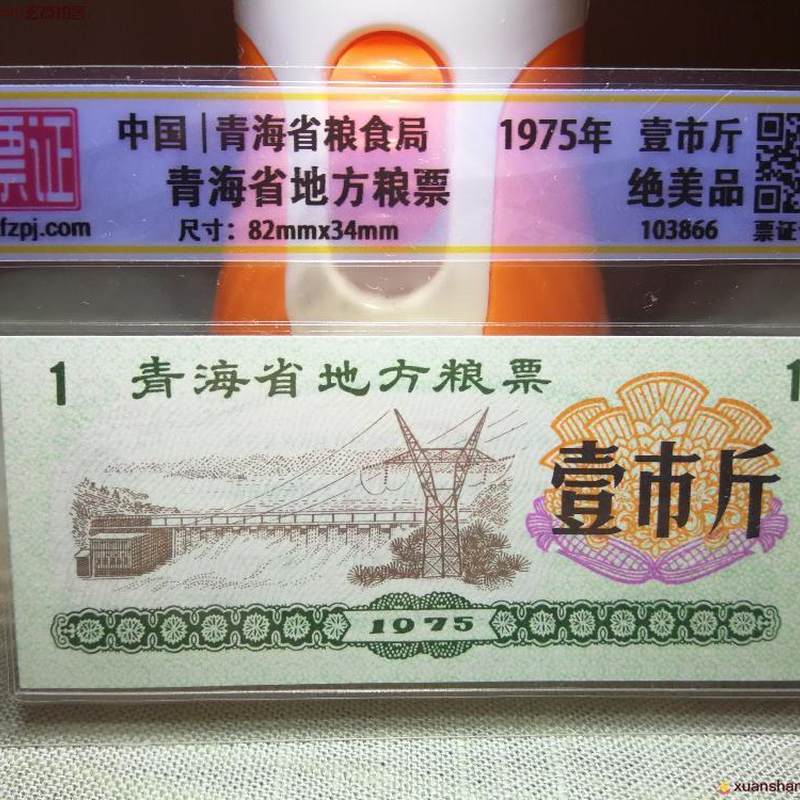 中国|青海省粮食局 1975年 壹市斤
票证 青海省地方粮票 绝美品
fzpj.com 尺寸：82mmx34mm 103866 票证
1 青海省地方粮票 1
壹市斤
1975
xuanshan